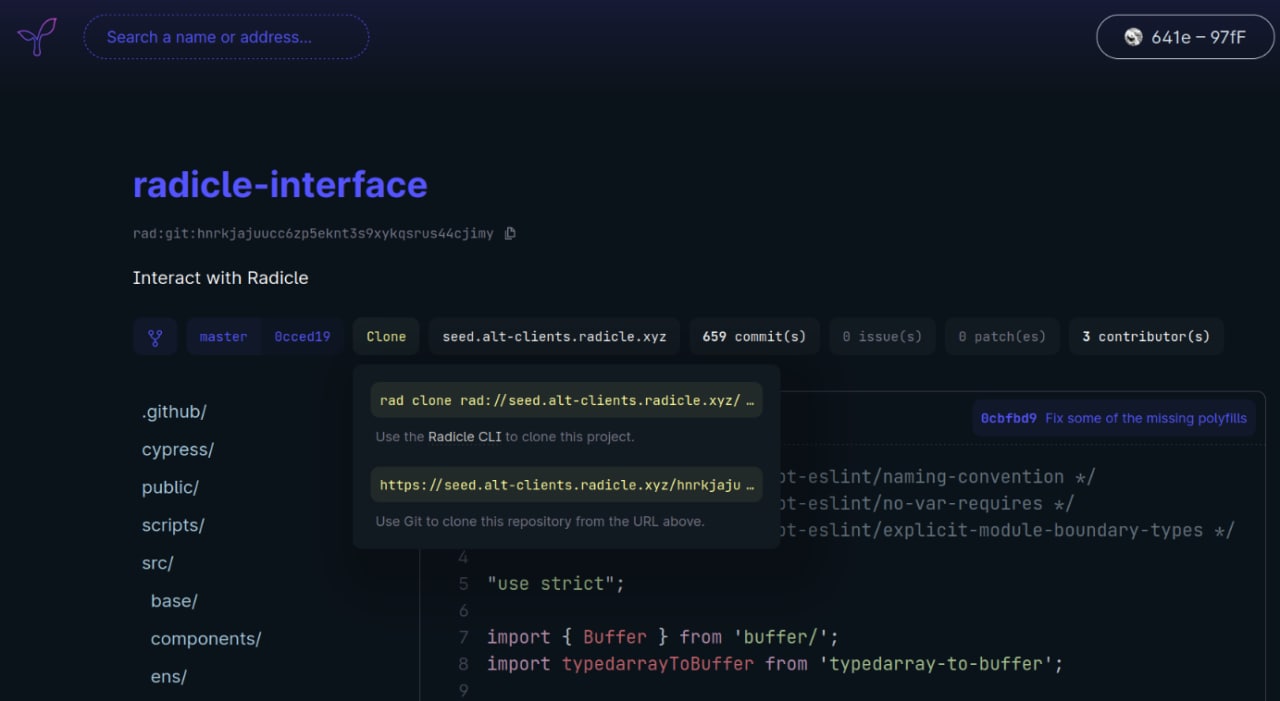 Search a name or address...
641e – 97fF
radicle-interface
rad:git:hnrkjajuucc6zp5eknt3s9xykqsrus44cjimy
Interact with Radicle
master 0cced19 Clone seed.alt-clients.radicle.xyz 659 commit(s) 0 issue(s) 0 patch(es) 3 contributor(s)
rad clone rad://seed.alt-clients.radicle.xyz/ …
Use the Radicle CLI to clone this project.
https://seed.alt-clients.radicle.xyz/hnrkjaju …
Use Git to clone this repository from the URL above.
.github/
cypress/
public/
scripts/
src/
base/
components/
ens/
0cbfbd9 Fix some of the missing polyfills
pt-eslint/naming-convention */
pt-eslint/no-var-requires */
pt-eslint/explicit-module-boundary-types */
4
5 "use strict";
6
7 import { Buffer } from 'buffer/';
8 import typedarrayToBuffer from 'typedarray-to-buffer';
9